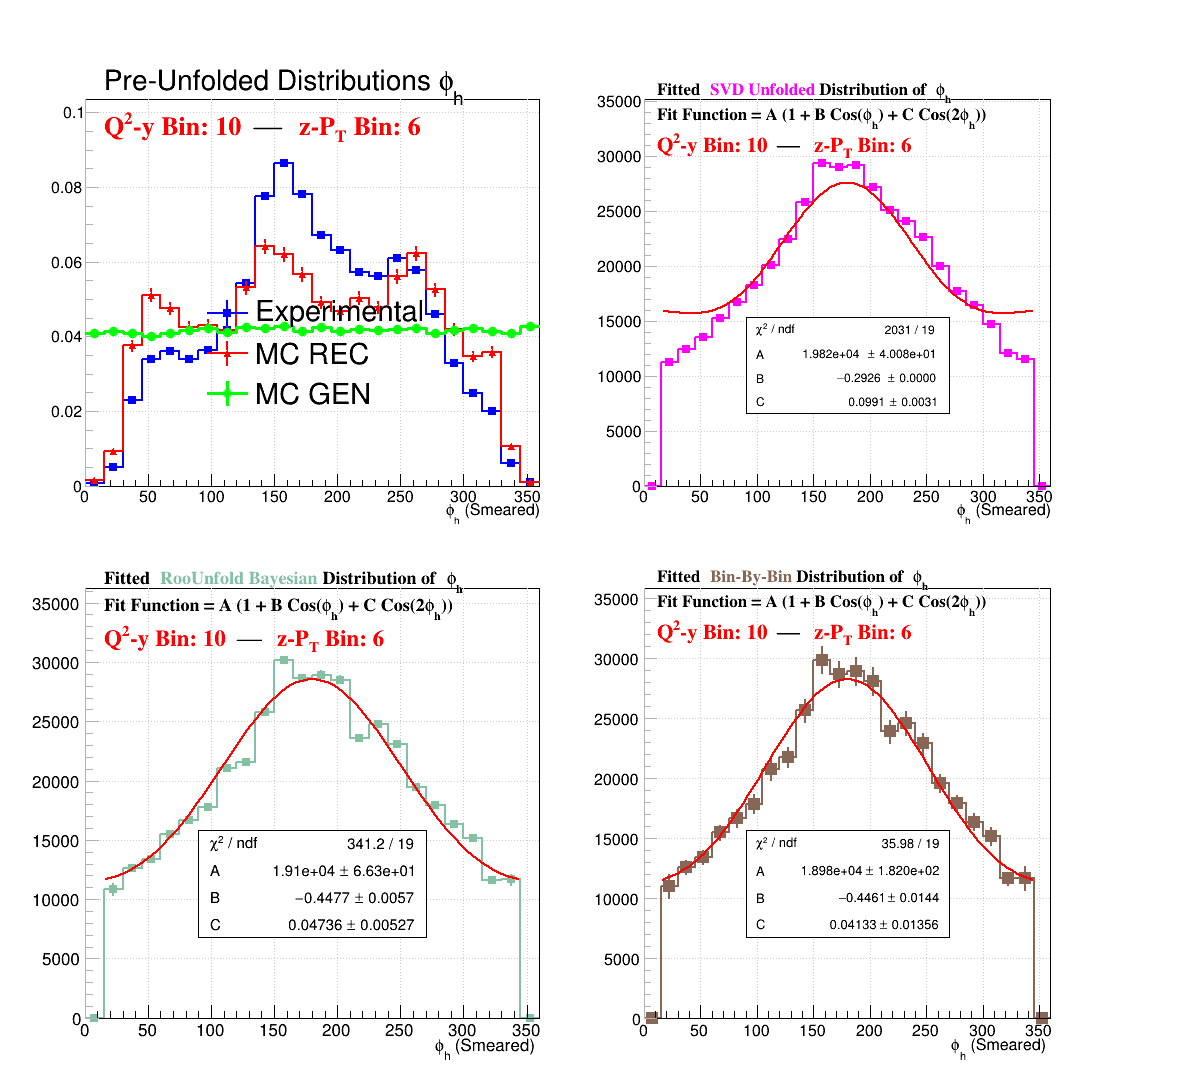 Pre-Unfolded Distributions ϕh
Q²-y Bin: 10 — z-PT Bin: 6
0.1
0.08
0.06
0.04
0.02
0
Experimental
MC REC
MC GEN
0 50 100 150 200 250 300 350
ϕh (Smeared)
Fitted SVD Unfolded Distribution of ϕh
Fit Function = A (1 + B Cos(ϕh) + C Cos(2ϕh))
Q²-y Bin: 10 — z-PT Bin: 6
35000
30000
25000
20000
15000
10000
5000
0
χ² / ndf 2031 / 19
A 1.982e+04 ± 4.008e+01
B −0.2926 ± 0.0000
C 0.0991 ± 0.0031
0 50 100 150 200 250 300 350
ϕh (Smeared)
Fitted RooUnfold Bayesian Distribution of ϕh
Fit Function = A (1 + B Cos(ϕh) + C Cos(2ϕh))
Q²-y Bin: 10 — z-PT Bin: 6
35000
30000
25000
20000
15000
10000
5000
0
χ² / ndf 341.2 / 19
A 1.91e+04 ± 6.63e+01
B −0.4477 ± 0.0057
C 0.04736 ± 0.00527
0 50 100 150 200 250 300 350
ϕh (Smeared)
Fitted Bin-By-Bin Distribution of ϕh
Fit Function = A (1 + B Cos(ϕh) + C Cos(2ϕh))
Q²-y Bin: 10 — z-PT Bin: 6
35000
30000
25000
20000
15000
10000
5000
0
χ² / ndf 35.98 / 19
A 1.898e+04 ± 1.820e+02
B −0.4461 ± 0.0144
C 0.04133 ± 0.01356
0 50 100 150 200 250 300 350
ϕh (Smeared)